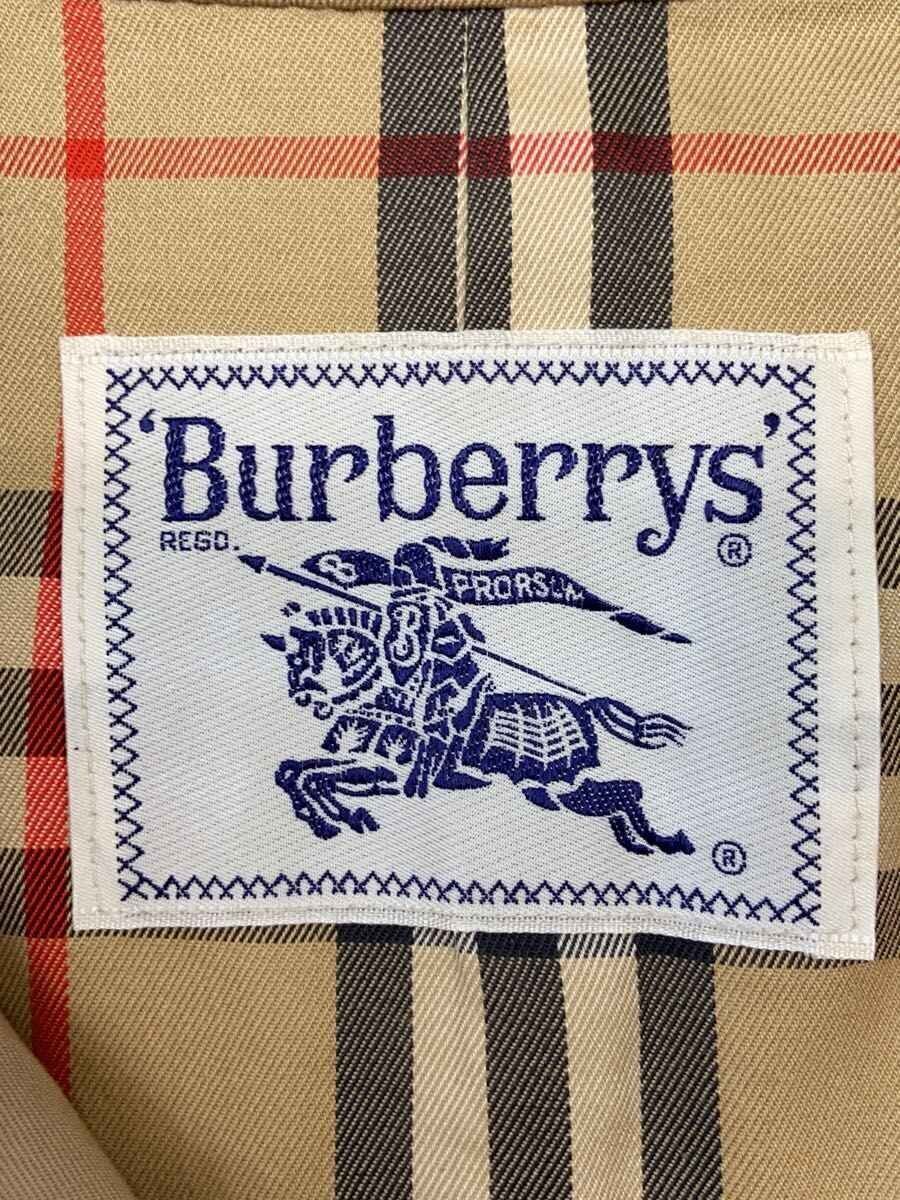 'Burberrys'
REGD. ®
PRORSUM
®